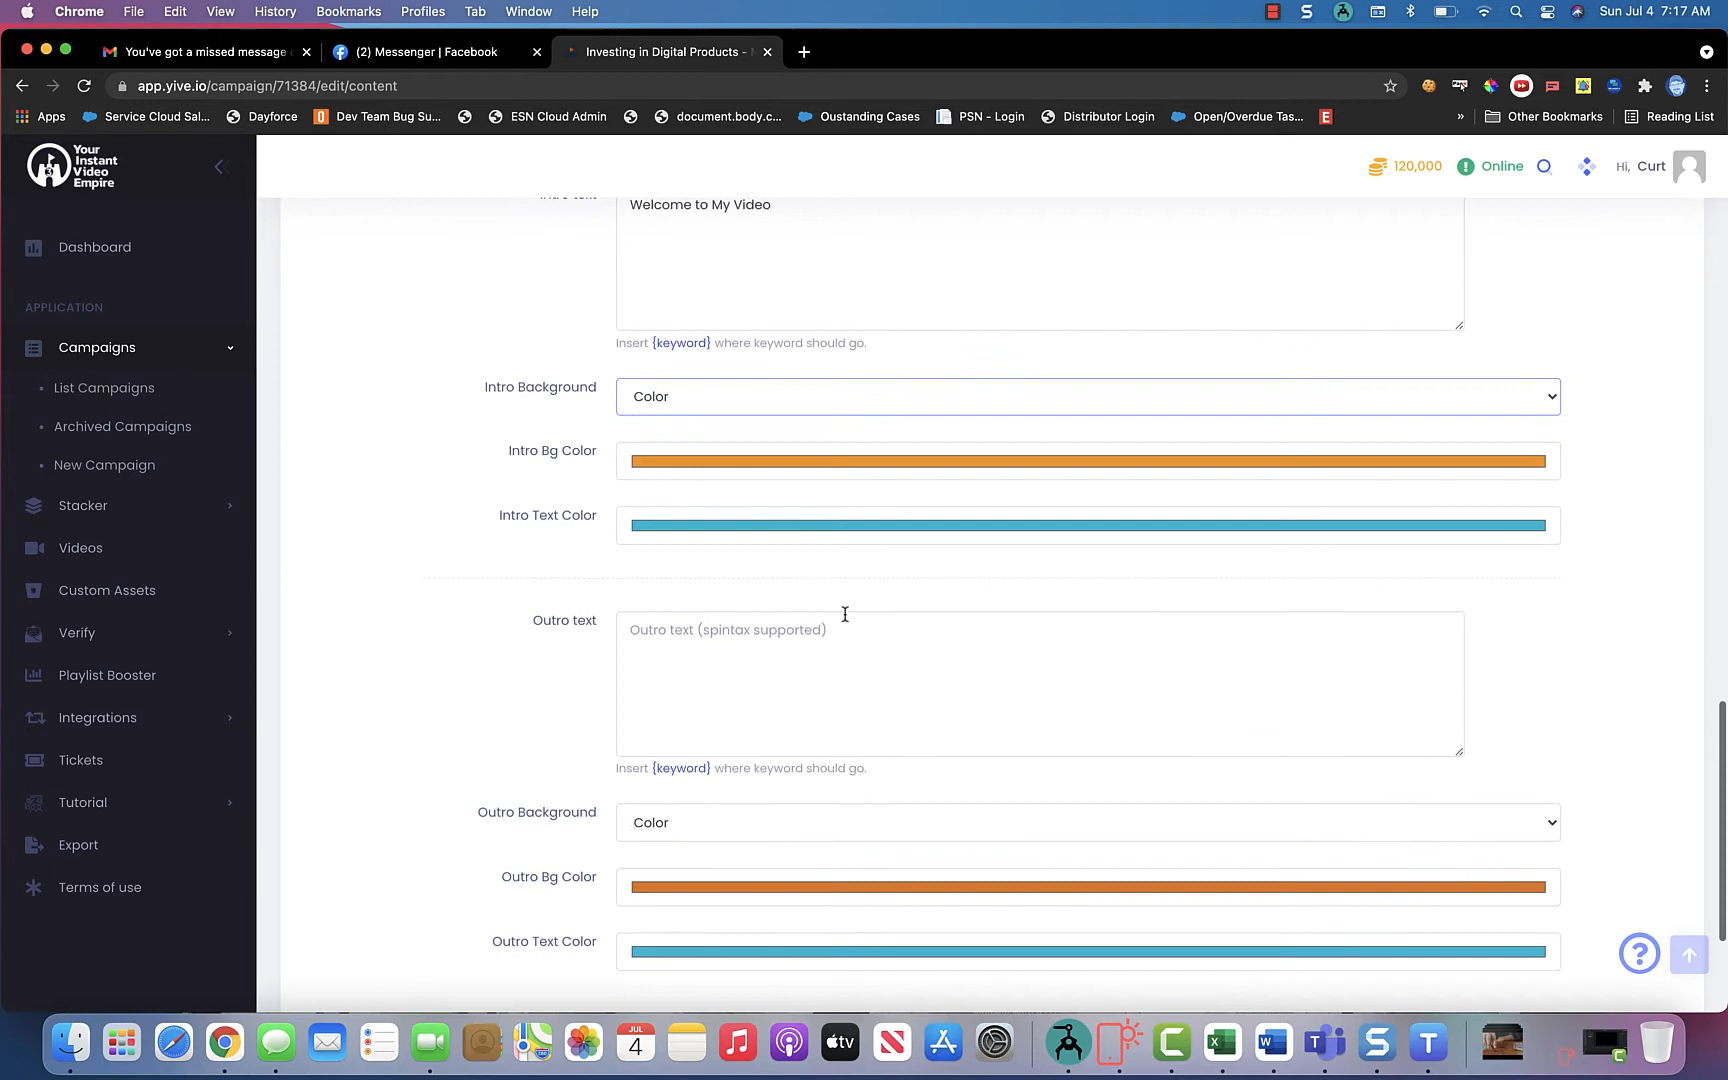 Chrome File Edit View History Bookmarks Profiles Tab Window Help
Sun Jul 4 7:17 AM
You've got a missed message
(2) Messenger | Facebook
Investing in Digital Products -
app.yive.io/campaign/71384/edit/content
Apps
Service Cloud Sal...
Dayforce
Dev Team Bug Su...
ESN Cloud Admin
document.body.c...
Oustanding Cases
PSN - Login
Distributor Login
Open/Overdue Tas...
E
»
Other Bookmarks
Reading List
Your
Instant
Video
Empire
120,000
Online
Hi, Curt
Dashboard
APPLICATION
Campaigns
List Campaigns
Archived Campaigns
New Campaign
Stacker
Videos
Custom Assets
Verify
Playlist Booster
Integrations
Tickets
Tutorial
Export
Terms of use
Intro text
Welcome to My Video
Insert {keyword} where keyword should go.
Intro Background
Color
Intro Bg Color
Intro Text Color
Outro text
Outro text (spintax supported)
Insert {keyword} where keyword should go.
Outro Background
Color
Outro Bg Color
Outro Text Color
?
JUL
4
tv